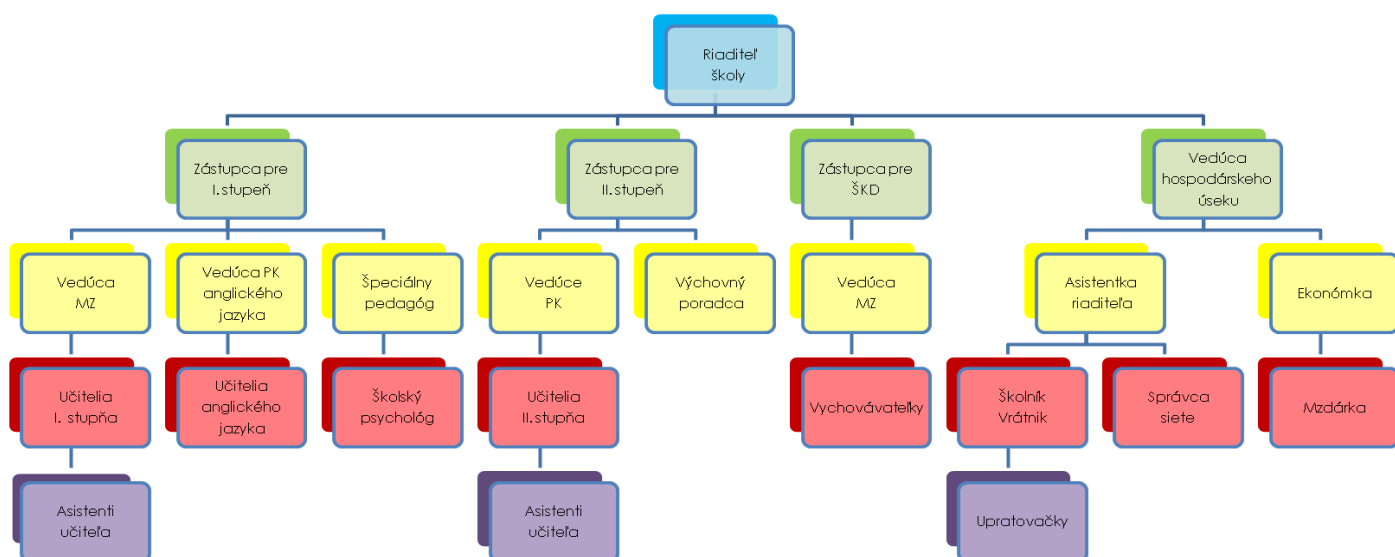 Riaditeľ
školy
Zástupca pre
I.stupeň
Zástupca pre
II.stupeň
Zástupca pre
ŠKD
Vedúca
hospodárskeho
úseku
Vedúca
MZ
Vedúca PK
anglického
jazyka
Špeciálny
pedagóg
Vedúce
PK
Výchovný
poradca
Vedúca
MZ
Asistentka
riaditeľa
Ekonómka
Učitelia
I. stupňa
Učitelia
anglického
jazyka
Školský
psychológ
Učitelia
II.stupňa
Vychovávateľky
Školník
Vrátnik
Správca
siete
Mzdárka
Asistenti
učiteľa
Asistenti
učiteľa
Upratovačky